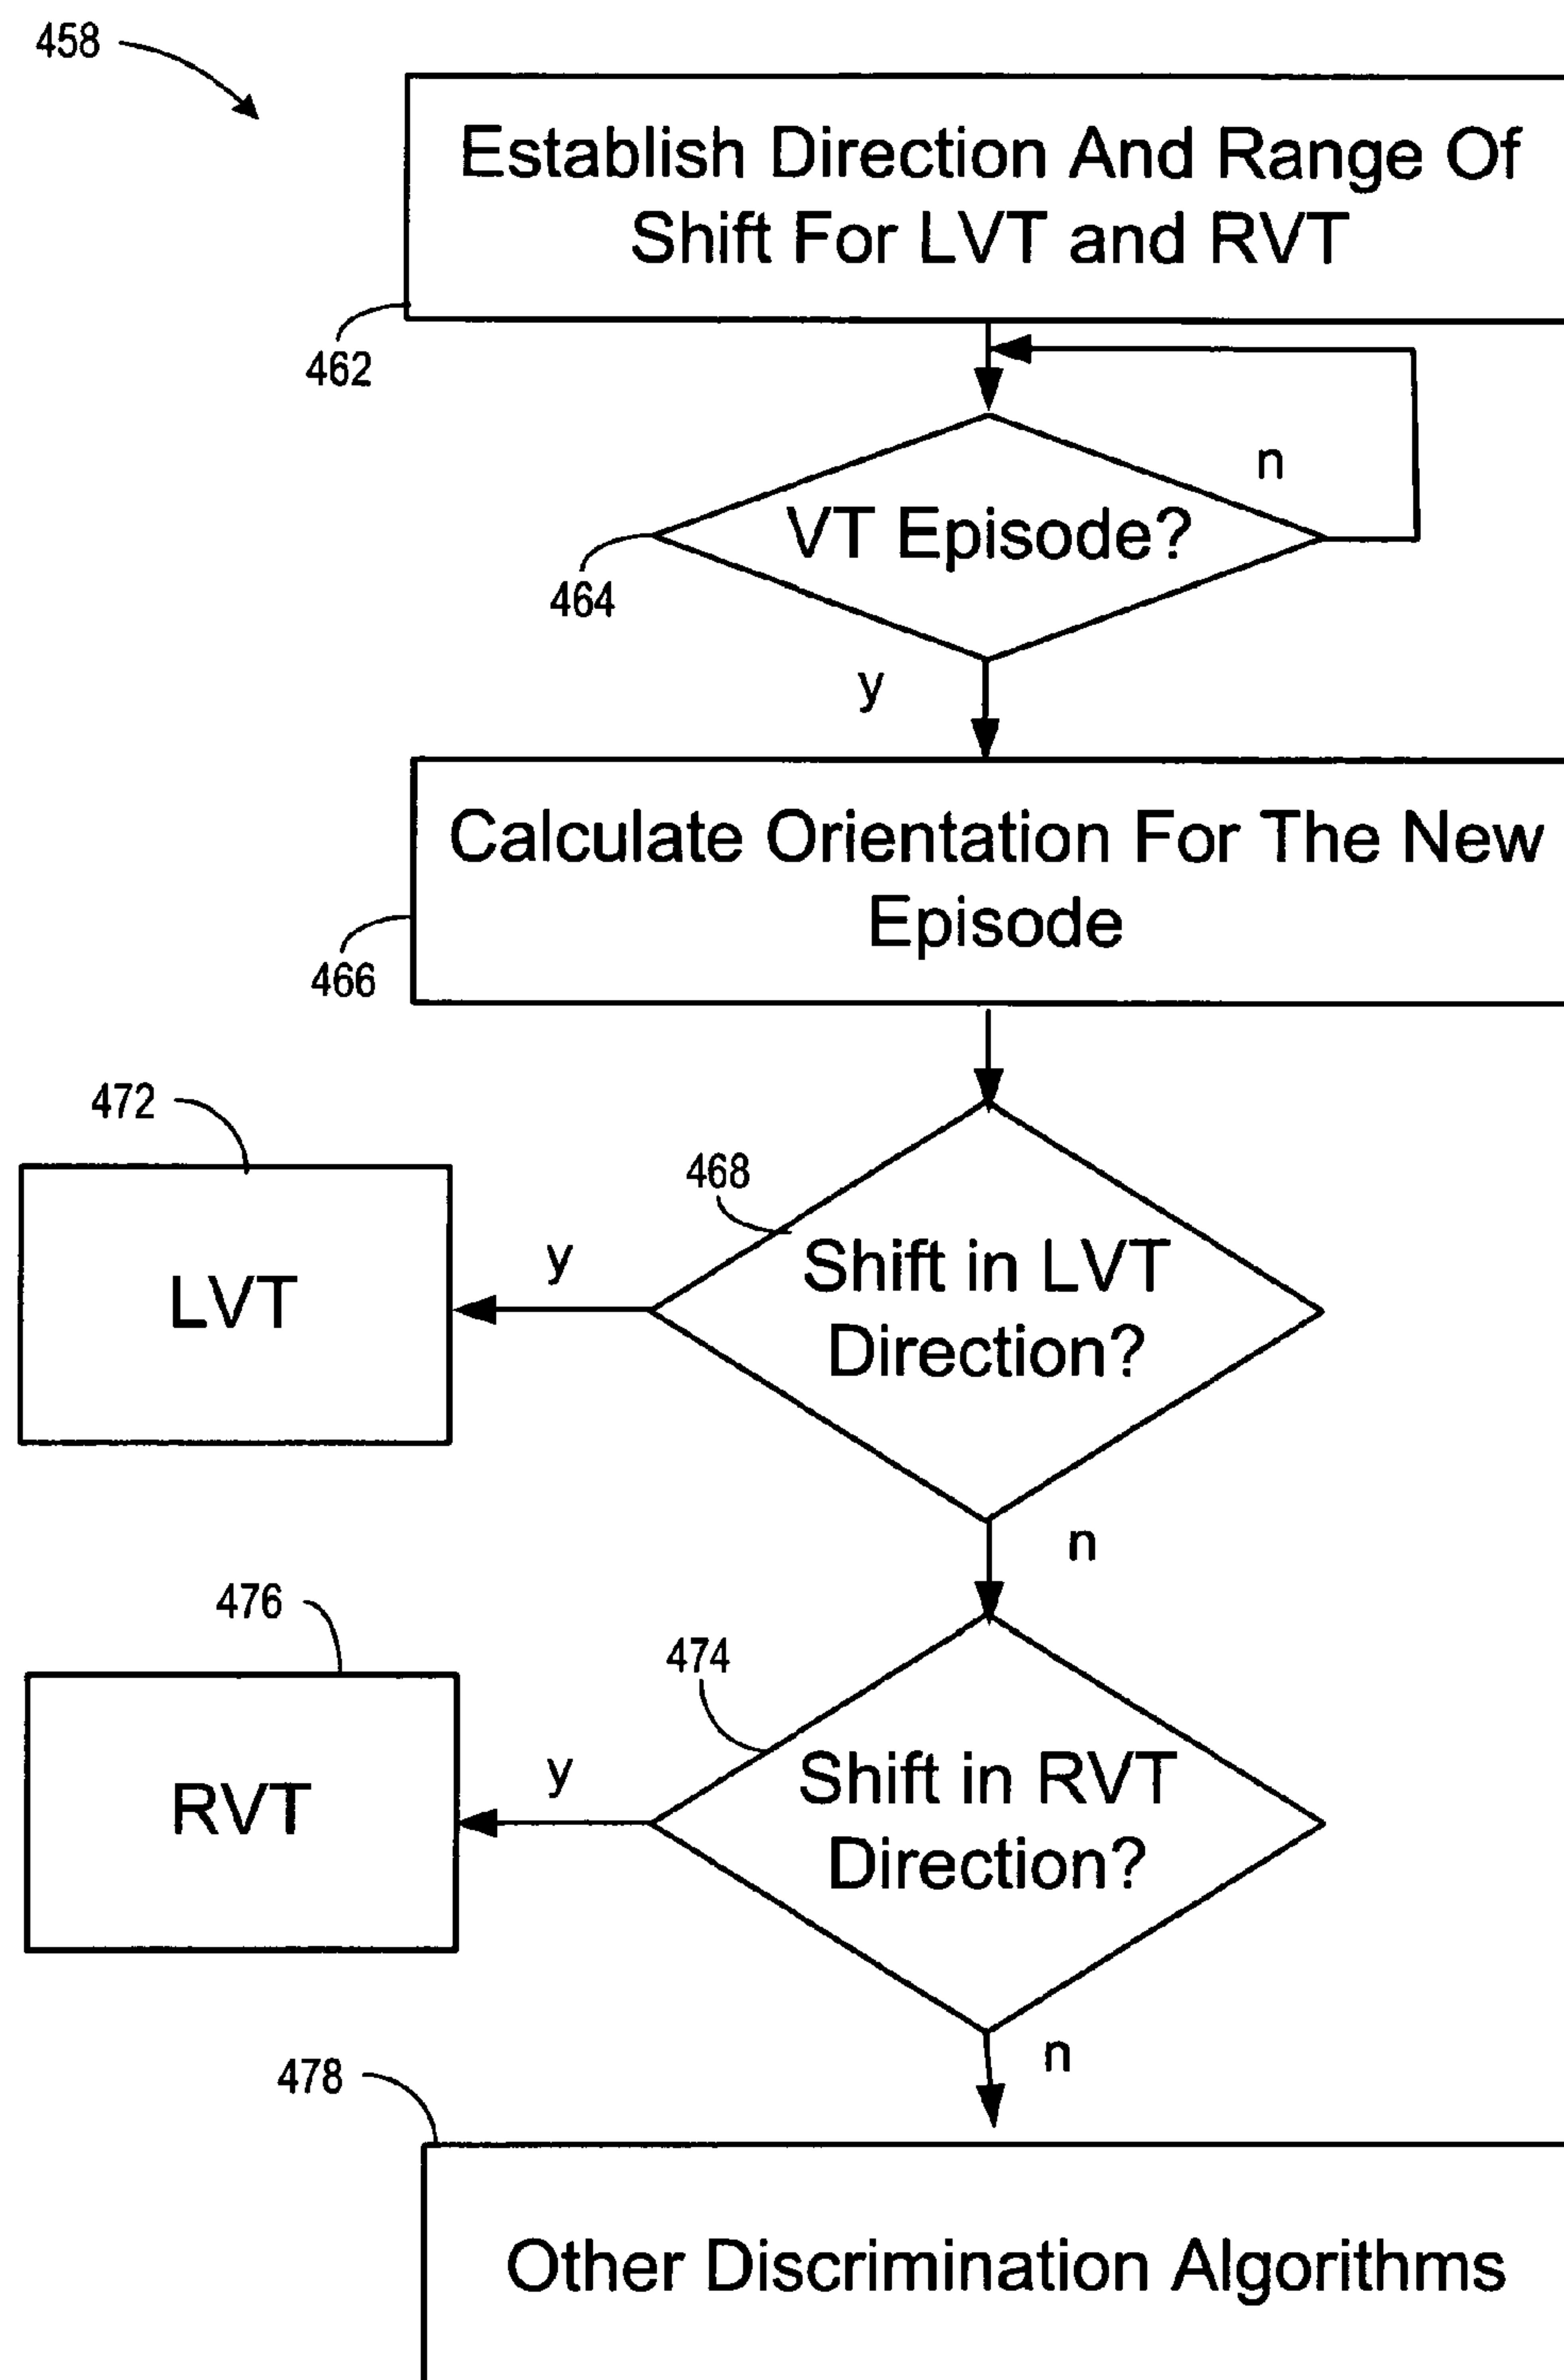 458
Establish Direction And Range Of
Shift For LVT and RVT
462
n
VT Episode?
464
y
Calculate Orientation For The New
Episode
466
472
468
LVT
y
Shift in LVT
Direction?
n
476
474
RVT
y
Shift in RVT
Direction?
n
478
Other Discrimination Algorithms